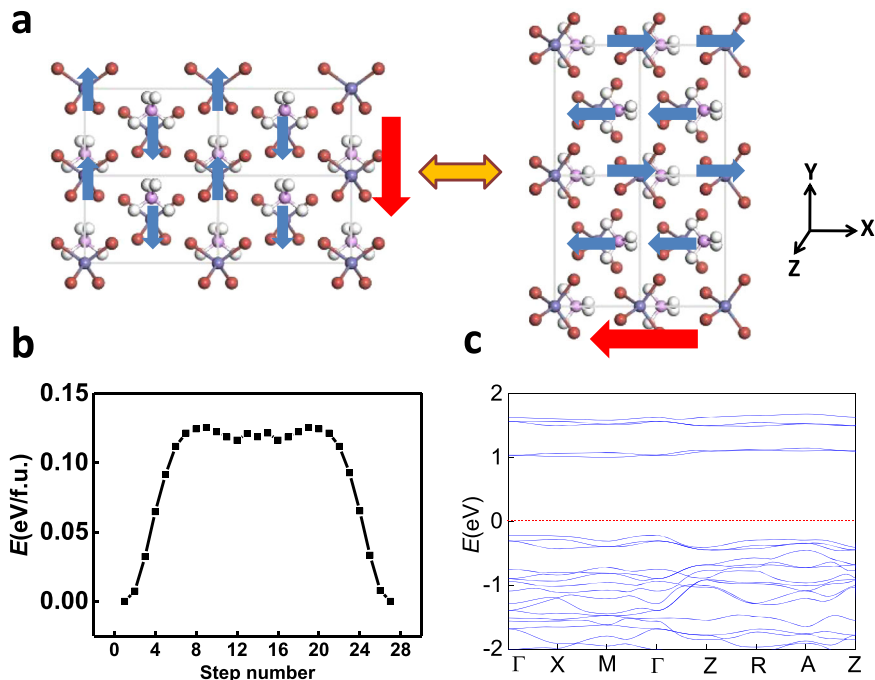 a
Y
X
Z
b
c
0.15
0.10
0.05
0.00
E(eV/f.u.)
0 4 8 12 16 20 24 28
Step number
2
1
0
-1
-2
E(eV)
Γ X M Γ Z R A Z